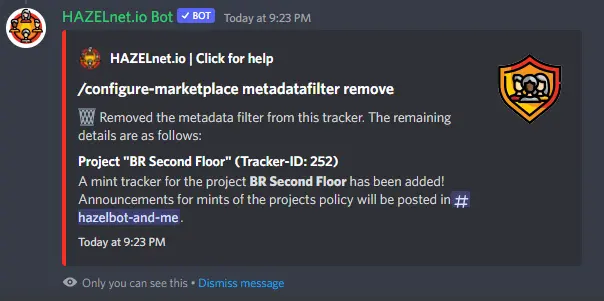 HAZELnet.io Bot ✓ BOT Today at 9:23 PM
HAZELnet.io | Click for help
/configure-marketplace metadatafilter remove
🗑 Removed the metadata filter from this tracker. The remaining
details are as follows:
Project "BR Second Floor" (Tracker-ID: 252)
A mint tracker for the project BR Second Floor has been added!
Announcements for mints of the projects policy will be posted in #
hazelbot-and-me.
Today at 9:23 PM
Only you can see this • Dismiss message